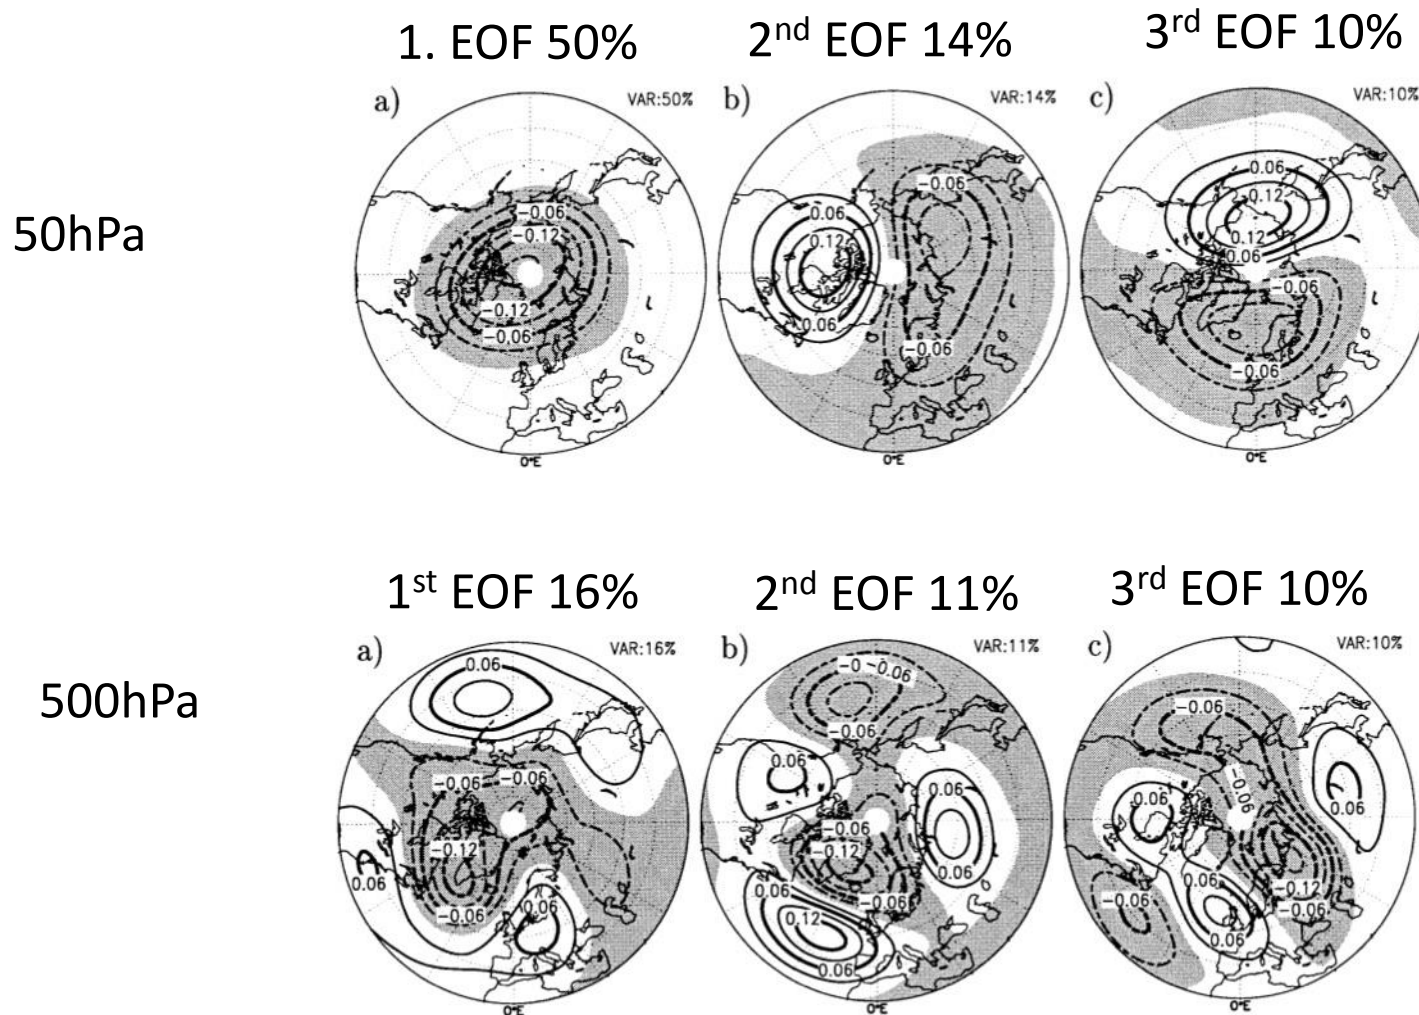 1. EOF 50%
2nd EOF 14%
3rd EOF 10%
a)
VAR:50%
b)
VAR:14%
c)
VAR:10%
50hPa
-0.06
-0.12
-0.12
-0.06
0.06
0.12
0.06
-0.06
-0.06
0.06
0.12
0.12
0.06
-0.06
-0.06
0°E
0°E
0°E
1st EOF 16%
2nd EOF 11%
3rd EOF 10%
a)
VAR:16%
b)
VAR:11%
c)
VAR:10%
500hPa
0.06
-0.06
-0.06
-0.12
0.06
-0.06
0.06
-0.06
-0.06
0.06
0.06
-0.06
-0.12
0.06
0.06
-0.06
0.12
0.06
-0.06
-0.06
0.06
0.06
0.06
-0.12
-0.06
-0.06
0.06
0°E
0°E
0°E